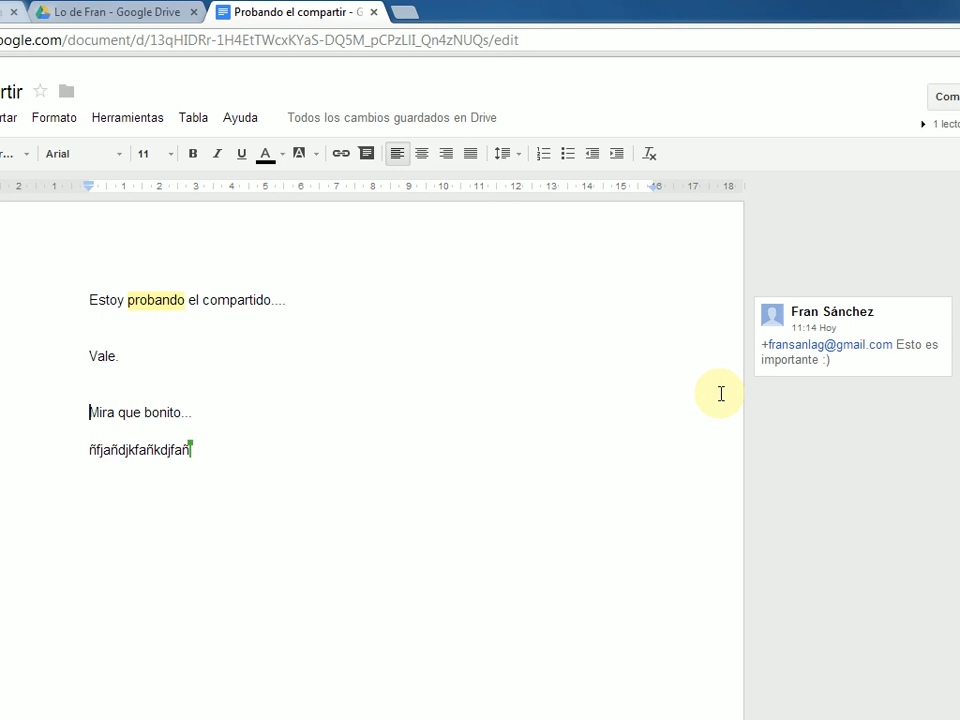 Lo de Fran - Google Drive
Probando el compartir - G
oogle.com/document/d/13qHIDRr-1H4EtTWcxKYaS-DQ5M_pCPzLlI_Qn4zNUQs/edit
rtir
Com
rtar Formato Herramientas Tabla Ayuda Todos los cambios guardados en Drive
1 lecto
r... Arial 11 B I U A A
2 1 1 2 3 4 5 6 7 8 9 10 11 12 13 14 15 16 17 18
Estoy probando el compartido....
Fran Sánchez
11:14 Hoy
+fransanlag@gmail.com Esto es
importante :)
Vale.
Mira que bonito...
ñfjañdjkfañkdjfañ